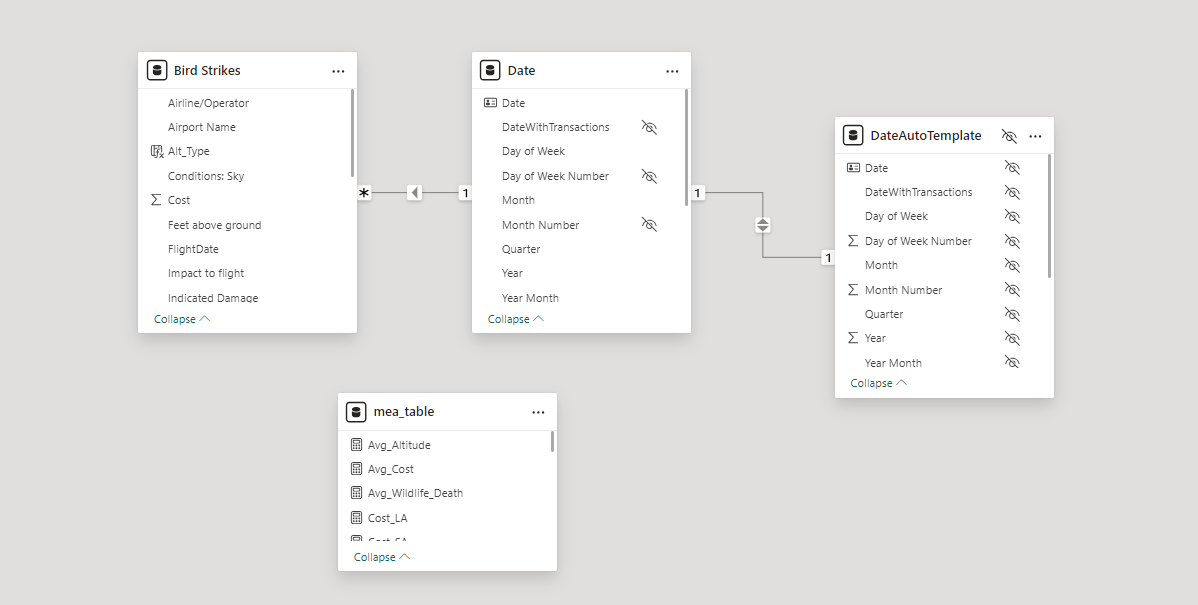 Bird Strikes
Airline/Operator
Airport Name
Alt_Type
Conditions: Sky
Cost
Feet above ground
FlightDate
Impact to flight
Indicated Damage
Collapse
*
1
Date
Date
DateWithTransactions
Day of Week
Day of Week Number
Month
Month Number
Quarter
Year
Year Month
Collapse
1
1
DateAutoTemplate
Date
DateWithTransactions
Day of Week
Day of Week Number
Month
Month Number
Quarter
Year
Year Month
Collapse
mea_table
Avg_Altitude
Avg_Cost
Avg_Wildlife_Death
Cost_LA
Collapse